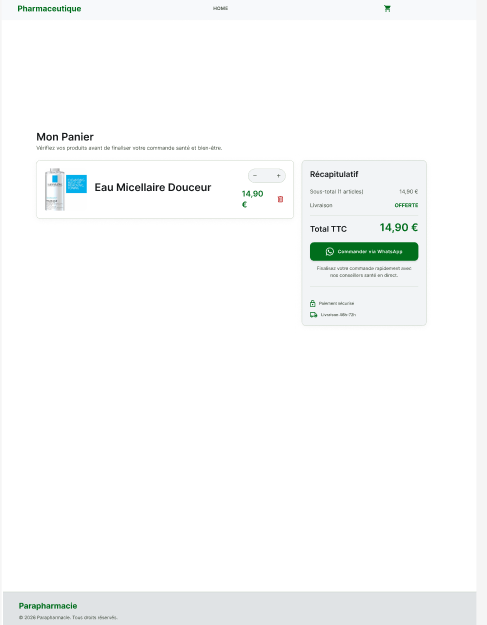 Pharmaceutique
HOME
Mon Panier
Vérifiez vos produits avant de finaliser votre commande santé et bien-être.
Eau Micellaire Douceur
− +
14,90
€
Récapitulatif
Sous-total (1 articles) 14,90 €
Livraison OFFERTE
Total TTC 14,90 €
Commander via WhatsApp
Finalisez votre commande rapidement avec
nos conseillers santé en direct.
Paiement sécurisé
Livraison 48h-72h
Parapharmacie
© 2026 Parapharmacie. Tous droits réservés.